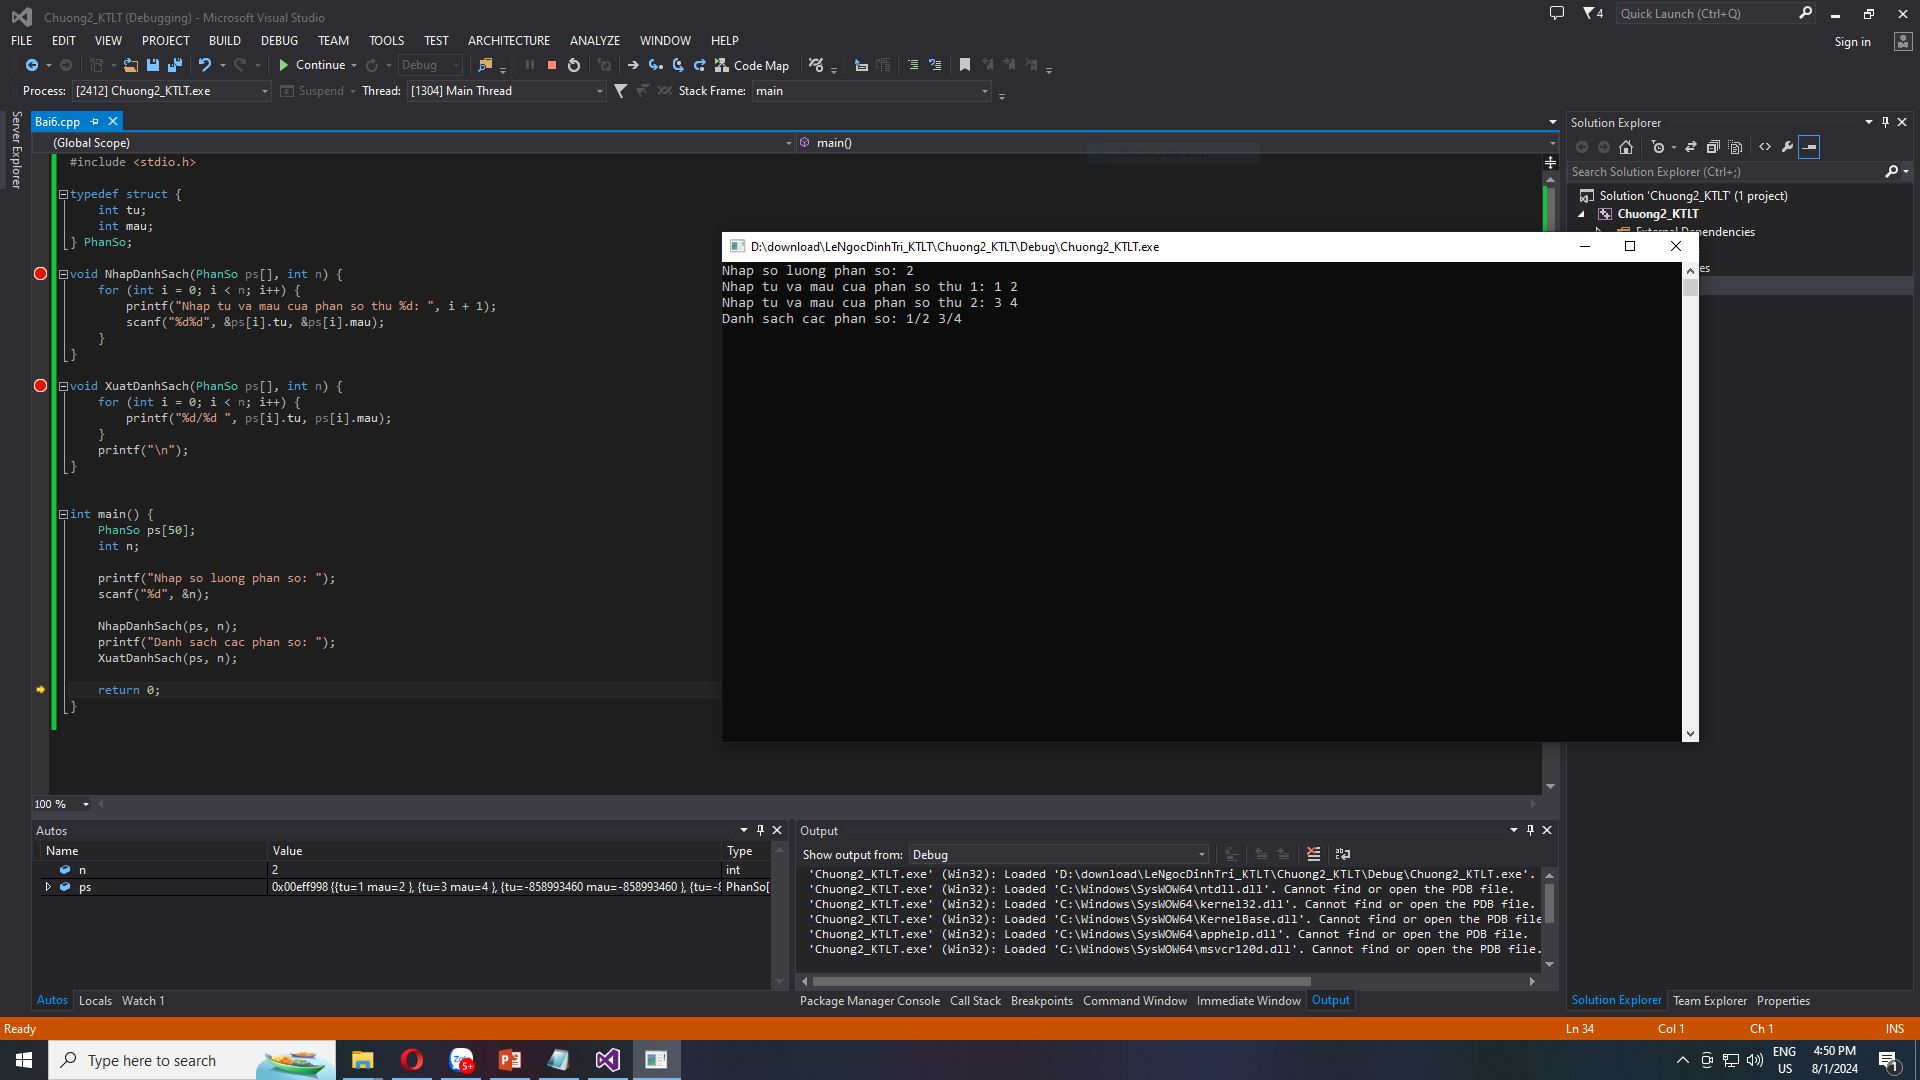 Chuong2_KTLT (Debugging) - Microsoft Visual Studio
4
Quick Launch (Ctrl+Q)
FILE EDIT VIEW PROJECT BUILD DEBUG TEAM TOOLS TEST ARCHITECTURE ANALYZE WINDOW HELP
Sign in
Continue Debug Code Map
Process: [2412] Chuong2_KTLT.exe Suspend Thread: [1304] Main Thread Stack Frame: main
Server Explorer
Bai6.cpp
(Global Scope) main()
#include <stdio.h>
typedef struct {
int tu;
int mau;
} PhanSo;
void NhapDanhSach(PhanSo ps[], int n) {
for (int i = 0; i < n; i++) {
printf("Nhap tu va mau cua phan so thu %d: ", i + 1);
scanf("%d%d", &ps[i].tu, &ps[i].mau);
}
}
void XuatDanhSach(PhanSo ps[], int n) {
for (int i = 0; i < n; i++) {
printf("%d/%d ", ps[i].tu, ps[i].mau);
}
printf("\n");
}
int main() {
PhanSo ps[50];
int n;
printf("Nhap so luong phan so: ");
scanf("%d", &n);
NhapDanhSach(ps, n);
printf("Danh sach cac phan so: ");
XuatDanhSach(ps, n);
return 0;
}
100 %
D:\download\LeNgocDinhTri_KTLT\Chuong2_KTLT\Debug\Chuong2_KTLT.exe
Nhap so luong phan so: 2
Nhap tu va mau cua phan so thu 1: 1 2
Nhap tu va mau cua phan so thu 2: 3 4
Danh sach cac phan so: 1/2 3/4
Solution Explorer
Search Solution Explorer (Ctrl+;)
Solution 'Chuong2_KTLT' (1 project)
Chuong2_KTLT
External Dependencies
es
Autos
Name Value Type
n 2 int
ps 0x00eff998 {{tu=1 mau=2 }, {tu=3 mau=4 }, {tu=-858993460 mau=-858993460 }, {tu=-8 PhanSo[
Autos Locals Watch 1
Output
Show output from: Debug
'Chuong2_KTLT.exe' (Win32): Loaded 'D:\download\LeNgocDinhTri_KTLT\Chuong2_KTLT\Debug\Chuong2_KTLT.exe'.
'Chuong2_KTLT.exe' (Win32): Loaded 'C:\Windows\SysWOW64\ntdll.dll'. Cannot find or open the PDB file.
'Chuong2_KTLT.exe' (Win32): Loaded 'C:\Windows\SysWOW64\kernel32.dll'. Cannot find or open the PDB file.
'Chuong2_KTLT.exe' (Win32): Loaded 'C:\Windows\SysWOW64\KernelBase.dll'. Cannot find or open the PDB file
'Chuong2_KTLT.exe' (Win32): Loaded 'C:\Windows\SysWOW64\apphelp.dll'. Cannot find or open the PDB file.
'Chuong2_KTLT.exe' (Win32): Loaded 'C:\Windows\SysWOW64\msvcr120d.dll'. Cannot find or open the PDB file.
Package Manager Console Call Stack Breakpoints Command Window Immediate Window Output
Solution Explorer Team Explorer Properties
Ready Ln 34 Col 1 Ch 1 INS
Type here to search
5+
ENG
US
4:50 PM
8/1/2024
1